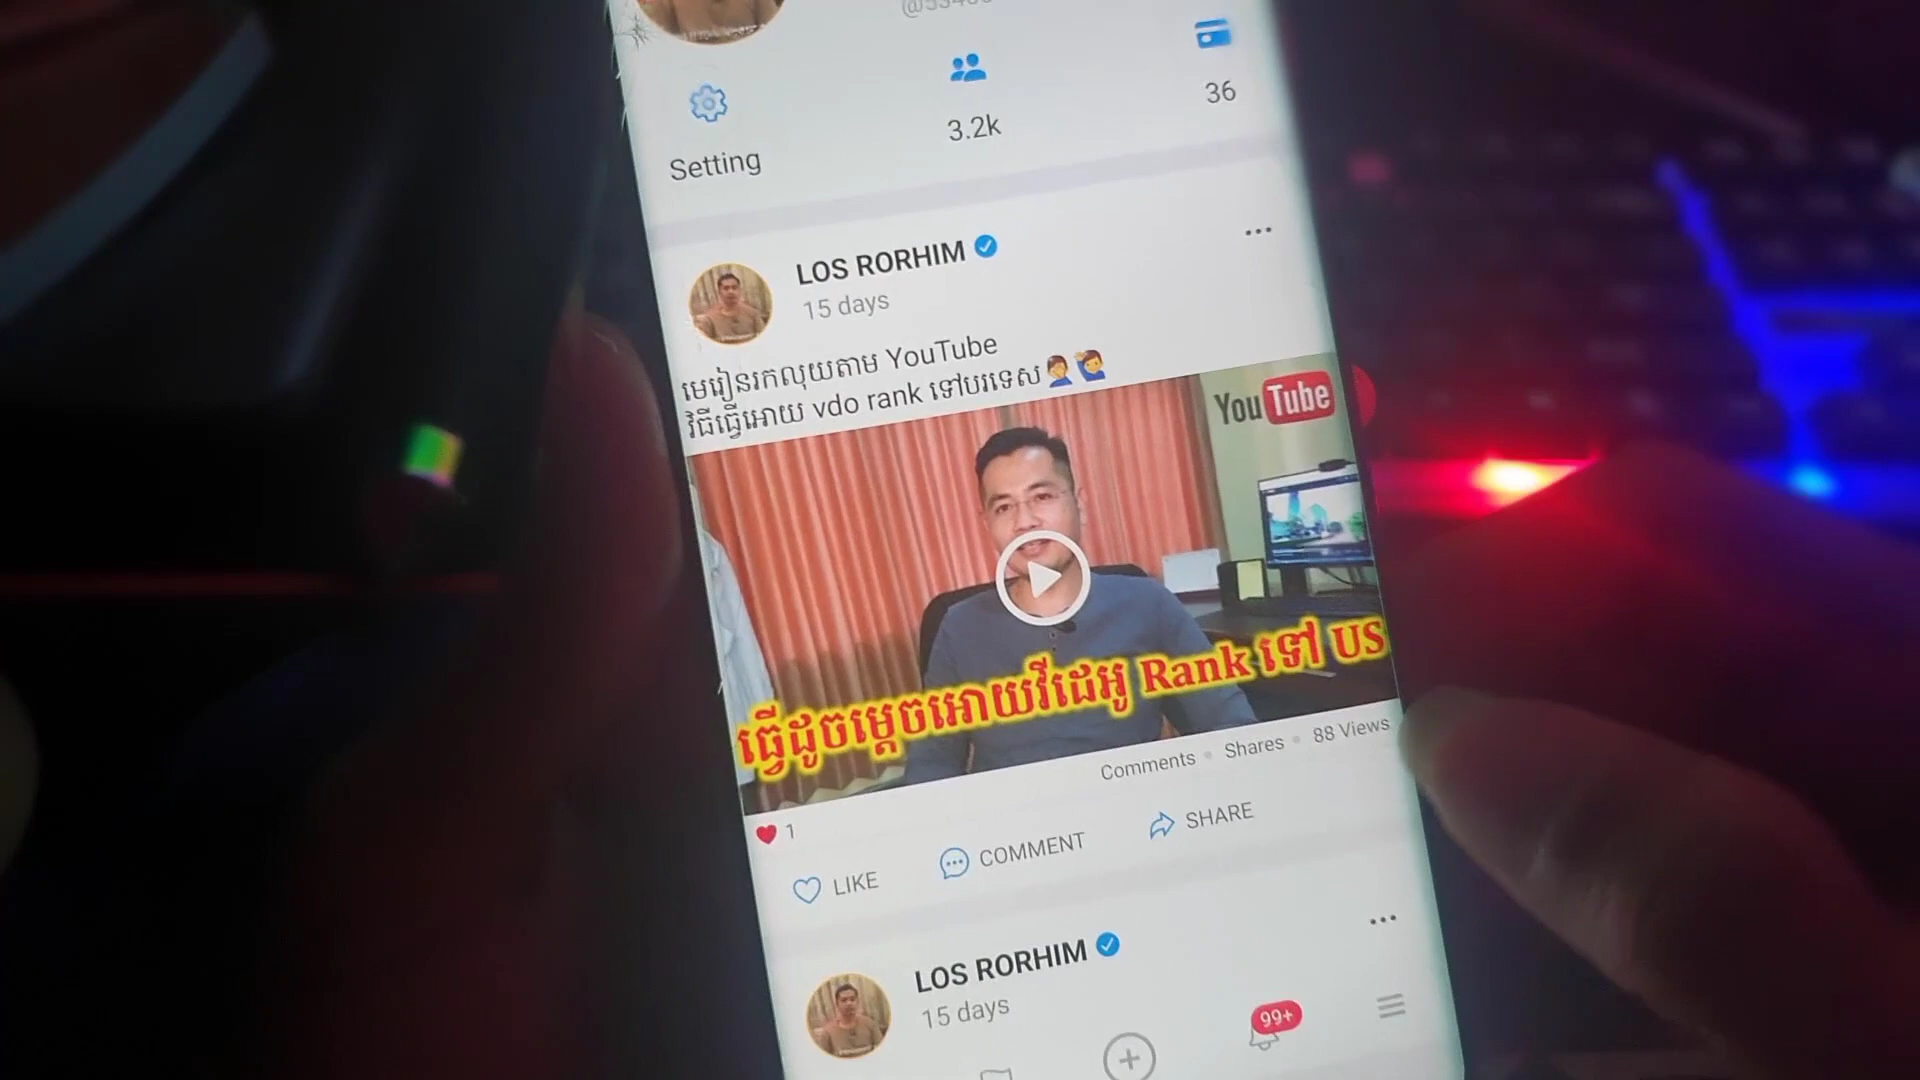 36
3.2k
Setting
LOS RORHIM
15 days
មេរៀនរកលុយតាម YouTube
វិធីធ្វើអោយ vdo rank ទៅបរទេស
YouTube
ធ្វើដូចម្តេចអោយវីដេអូ Rank ទៅ US
Comments • Shares • 88 Views
1
LIKE
COMMENT
SHARE
LOS RORHIM
15 days
99+